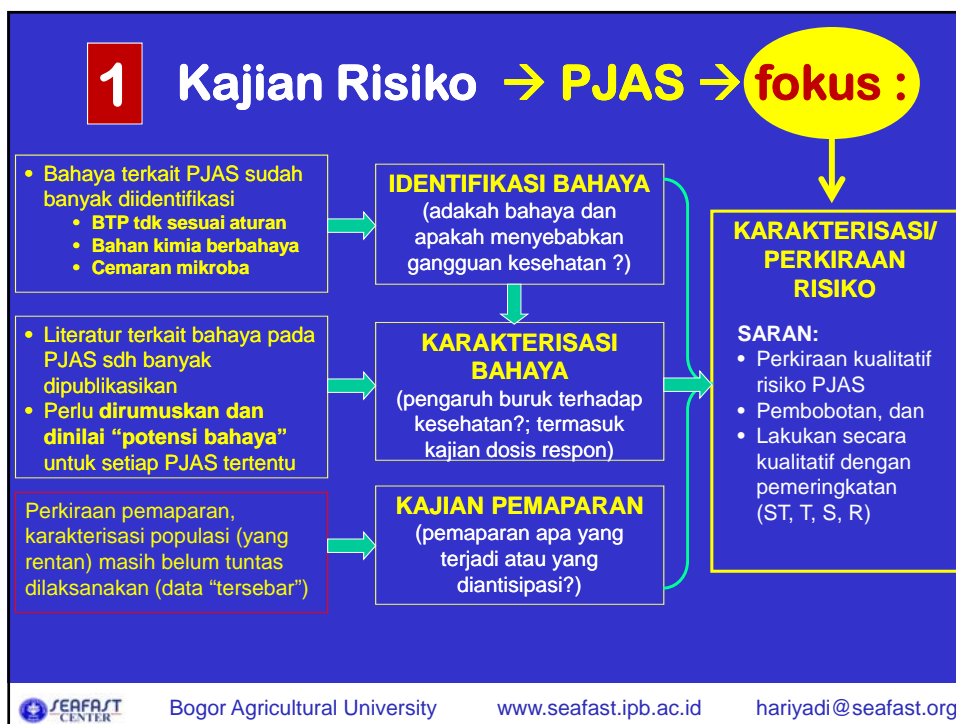 1 Kajian Risiko → PJAS → fokus :
• Bahaya terkait PJAS sudah
banyak diidentifikasi
• BTP tdk sesuai aturan
• Bahan kimia berbahaya
• Cemaran mikroba
IDENTIFIKASI BAHAYA
(adakah bahaya dan
apakah menyebabkan
gangguan kesehatan ?)
• Literatur terkait bahaya pada
PJAS sdh banyak
dipublikasikan
• Perlu dirumuskan dan
dinilai “potensi bahaya”
untuk setiap PJAS tertentu
KARAKTERISASI
BAHAYA
(pengaruh buruk terhadap
kesehatan?; termasuk
kajian dosis respon)
Perkiraan pemaparan,
karakterisasi populasi (yang
rentan) masih belum tuntas
dilaksanakan (data “tersebar”)
KAJIAN PEMAPARAN
(pemaparan apa yang
terjadi atau yang
diantisipasi?)
KARAKTERISASI/
PERKIRAAN
RISIKO
SARAN:
• Perkiraan kualitatif
risiko PJAS
• Pembobotan, dan
• Lakukan secara
kualitatif dengan
pemeringkatan
(ST, T, S, R)
SEAFAST
CENTER
Bogor Agricultural University www.seafast.ipb.ac.id hariyadi@seafast.org